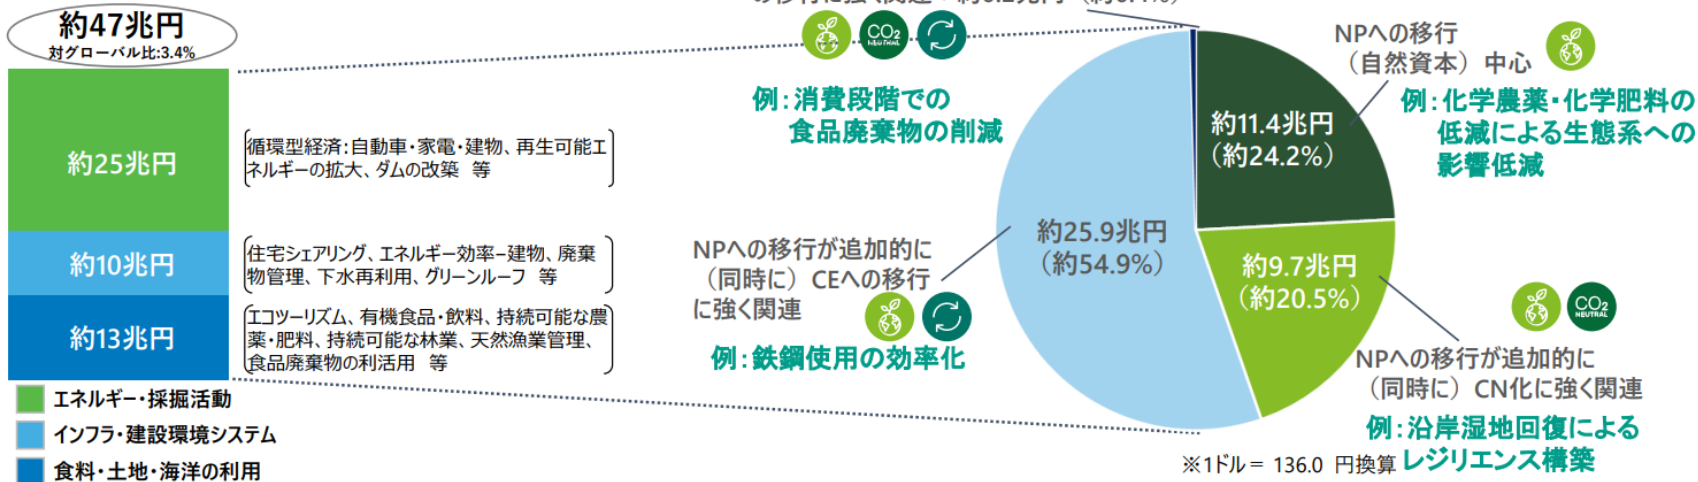 約47兆円
対グローバル比:3.4%
約25兆円
循環型経済:自動車・家電・建物、再生可能エ
ネルギーの拡大、ダムの改築 等
約10兆円
住宅シェアリング、エネルギー効率−建物、廃棄
物管理、下水再利用、グリーンルーフ 等
約13兆円
エコツーリズム、有機食品・飲料、持続可能な農
薬・肥料、持続可能な林業、天然漁業管理、
食品廃棄物の利活用 等
エネルギー・採掘活動
インフラ・建設環境システム
食料・土地・海洋の利用
CO2
NEUTRAL
例:消費段階での
食品廃棄物の削減
NPへの移行
（自然資本）中心
例:化学農薬・化学肥料の
低減による生態系への
影響低減
約11.4兆円
（約24.2%）
約25.9兆円
（約54.9%）
約9.7兆円
（約20.5%）
NPへの移行が追加的に
（同時に）CEへの移行
に強く関連
例:鉄鋼使用の効率化
CO2
NEUTRAL
NPへの移行が追加的に
（同時に）CN化に強く関連
例:沿岸湿地回復による
レジリエンス構築
※1ドル＝ 136.0 円換算